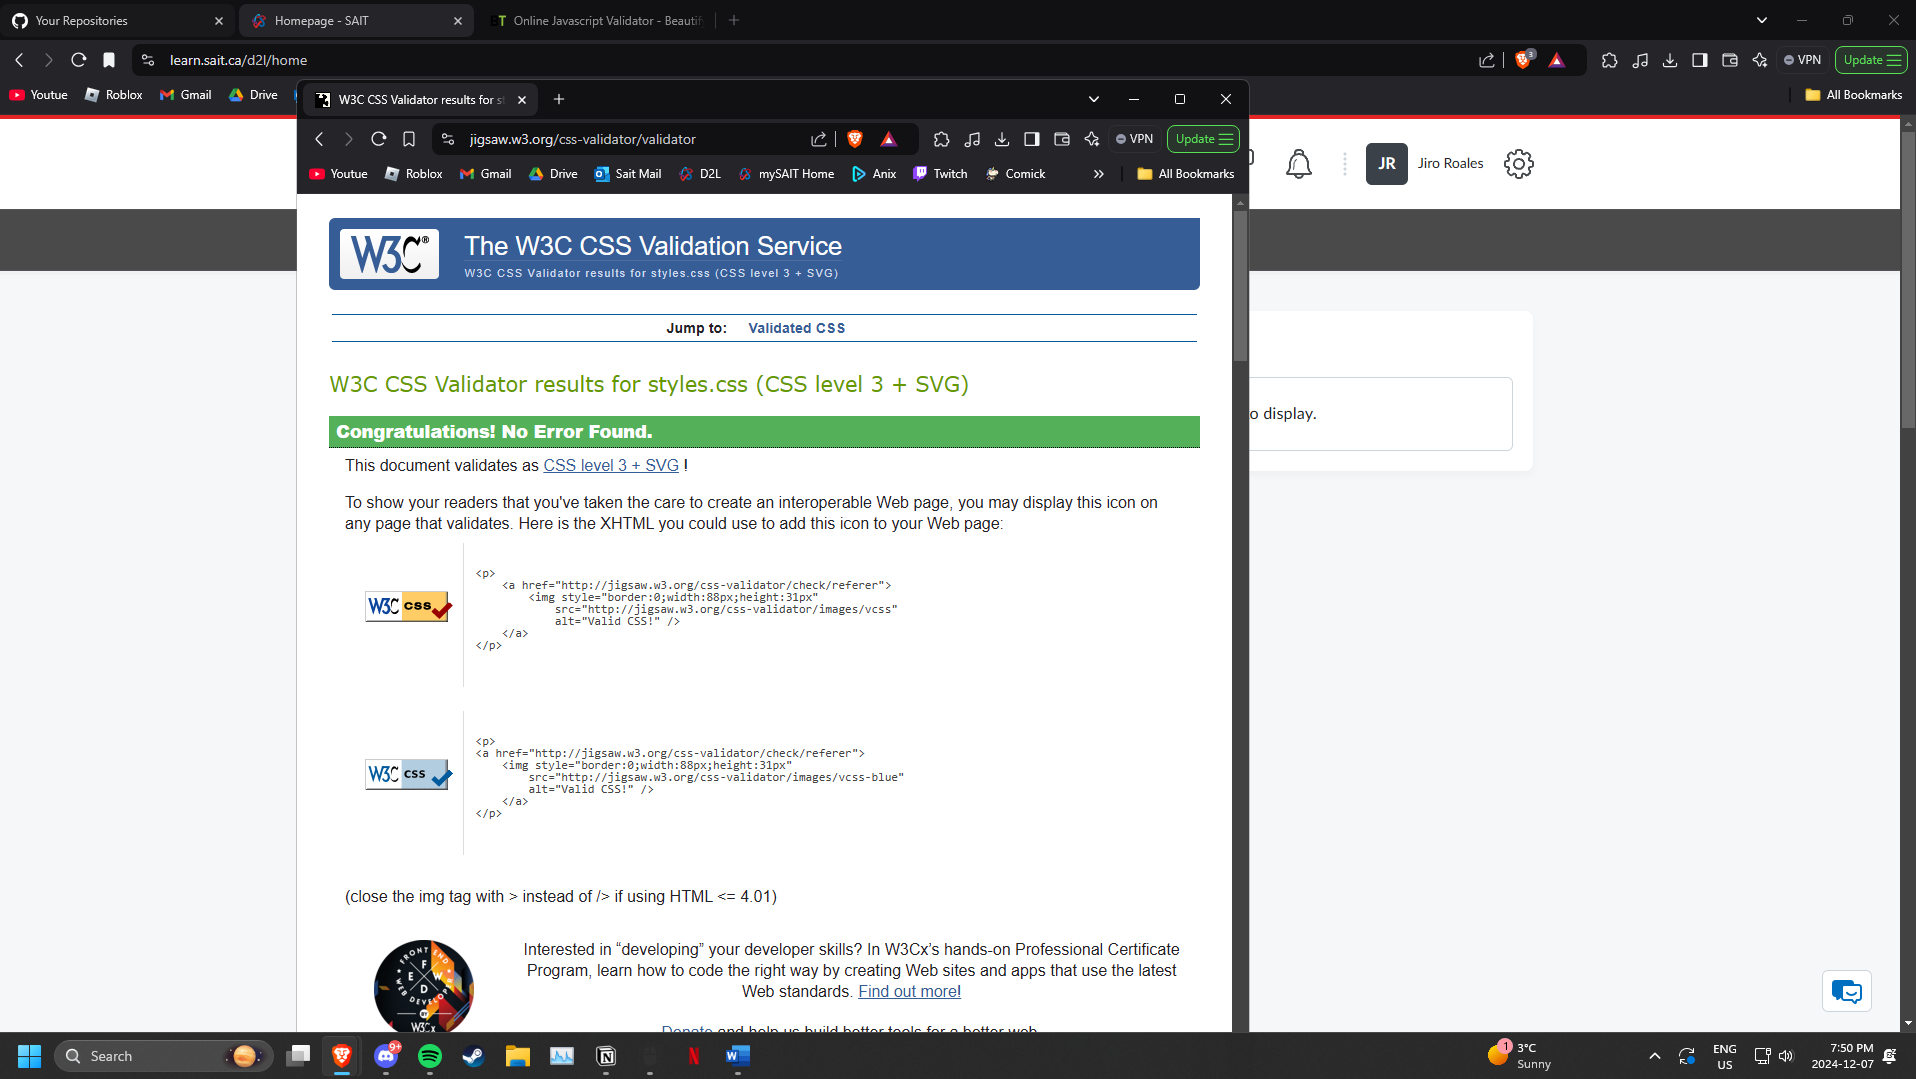 Your Repositories
Homepage - SAIT
Online Javascript Validator - Beautify
learn.sait.ca/d2l/home
3
VPN
Update
Youtue
Roblox
Gmail
Drive
All Bookmarks
W3C CSS Validator results for st
jigsaw.w3.org/css-validator/validator
VPN
Update
Youtue
Roblox
Gmail
Drive
Sait Mail
D2L
mySAIT Home
Anix
Twitch
Comick
»
All Bookmarks
JR
Jiro Roales
W3C®
The W3C CSS Validation Service
W3C CSS Validator results for styles.css (CSS level 3 + SVG)
Jump to: Validated CSS
W3C CSS Validator results for styles.css (CSS level 3 + SVG)
Congratulations! No Error Found.
o display.
This document validates as CSS level 3 + SVG !
To show your readers that you've taken the care to create an interoperable Web page, you may display this icon on
any page that validates. Here is the XHTML you could use to add this icon to your Web page:
W3C css
<p>
<a href="http://jigsaw.w3.org/css-validator/check/referer">
<img style="border:0;width:88px;height:31px"
src="http://jigsaw.w3.org/css-validator/images/vcss"
alt="Valid CSS!" />
</a>
</p>
W3C css
<p>
<a href="http://jigsaw.w3.org/css-validator/check/referer">
<img style="border:0;width:88px;height:31px"
src="http://jigsaw.w3.org/css-validator/images/vcss-blue"
alt="Valid CSS!" />
</a>
</p>
(close the img tag with > instead of /> if using HTML <= 4.01)
FRONT END
F
E W
D
WEB DEVELOP
BY
W3Cx
Interested in “developing” your developer skills? In W3Cx’s hands-on Professional Certificate
Program, learn how to code the right way by creating Web sites and apps that use the latest
Web standards. Find out more!
Donate and help us build better tools for a better web.
Search
9+
1
3°C
Sunny
ENG
US
7:50 PM
2024-12-07